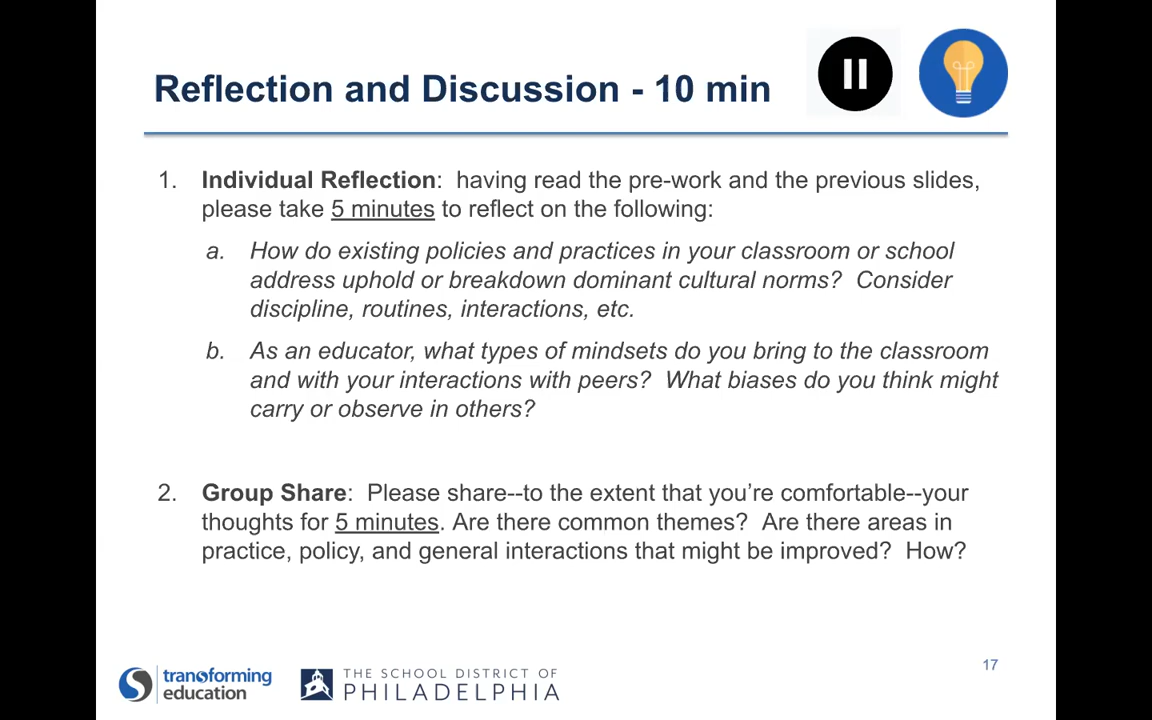 Reflection and Discussion - 10 min
1. Individual Reflection: having read the pre-work and the previous slides,
please take 5 minutes to reflect on the following:
a. How do existing policies and practices in your classroom or school
address uphold or breakdown dominant cultural norms? Consider
discipline, routines, interactions, etc.
b. As an educator, what types of mindsets do you bring to the classroom
and with your interactions with peers? What biases do you think might
carry or observe in others?
2. Group Share: Please share--to the extent that you’re comfortable--your
thoughts for 5 minutes. Are there common themes? Are there areas in
practice, policy, and general interactions that might be improved? How?
17
transforming
education
THE SCHOOL DISTRICT OF
PHILADELPHIA